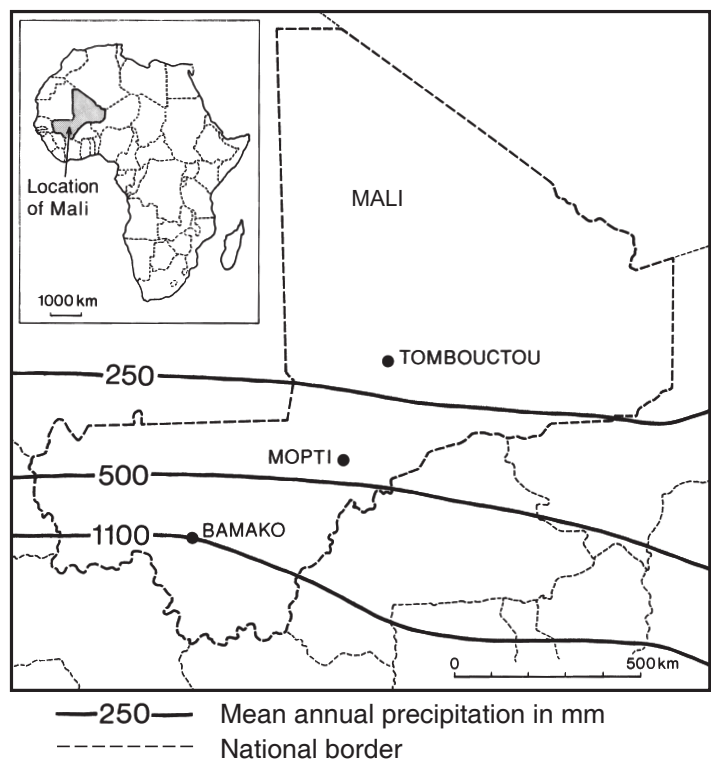 MALI
Location
of Mali
1000 km
TOMBOUCTOU
250
MOPTI
500
1100
BAMAKO
0 500 km
250 Mean annual precipitation in mm
National border